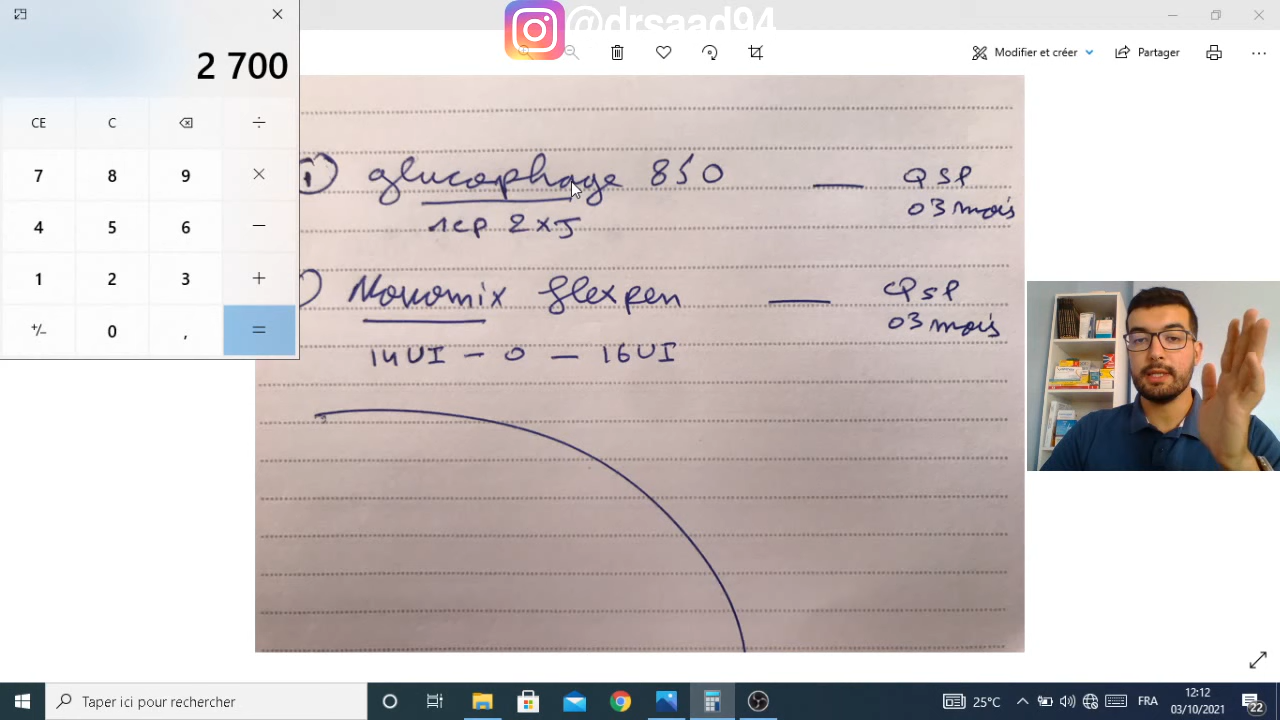 @drsaad94
2 700
CE C ÷
7 8 9 ×
4 5 6 −
1 2 3 +
+/− 0 , =
Modifier et créer
Partager
1) glucophage 850 — QSP
03 mois
1cp 2xJ
) Novomix flexpen — QSP
03 mois
14UI — 0 — 16UI
Taper ici pour rechercher
25°C
FRA
12:12
03/10/2021
22